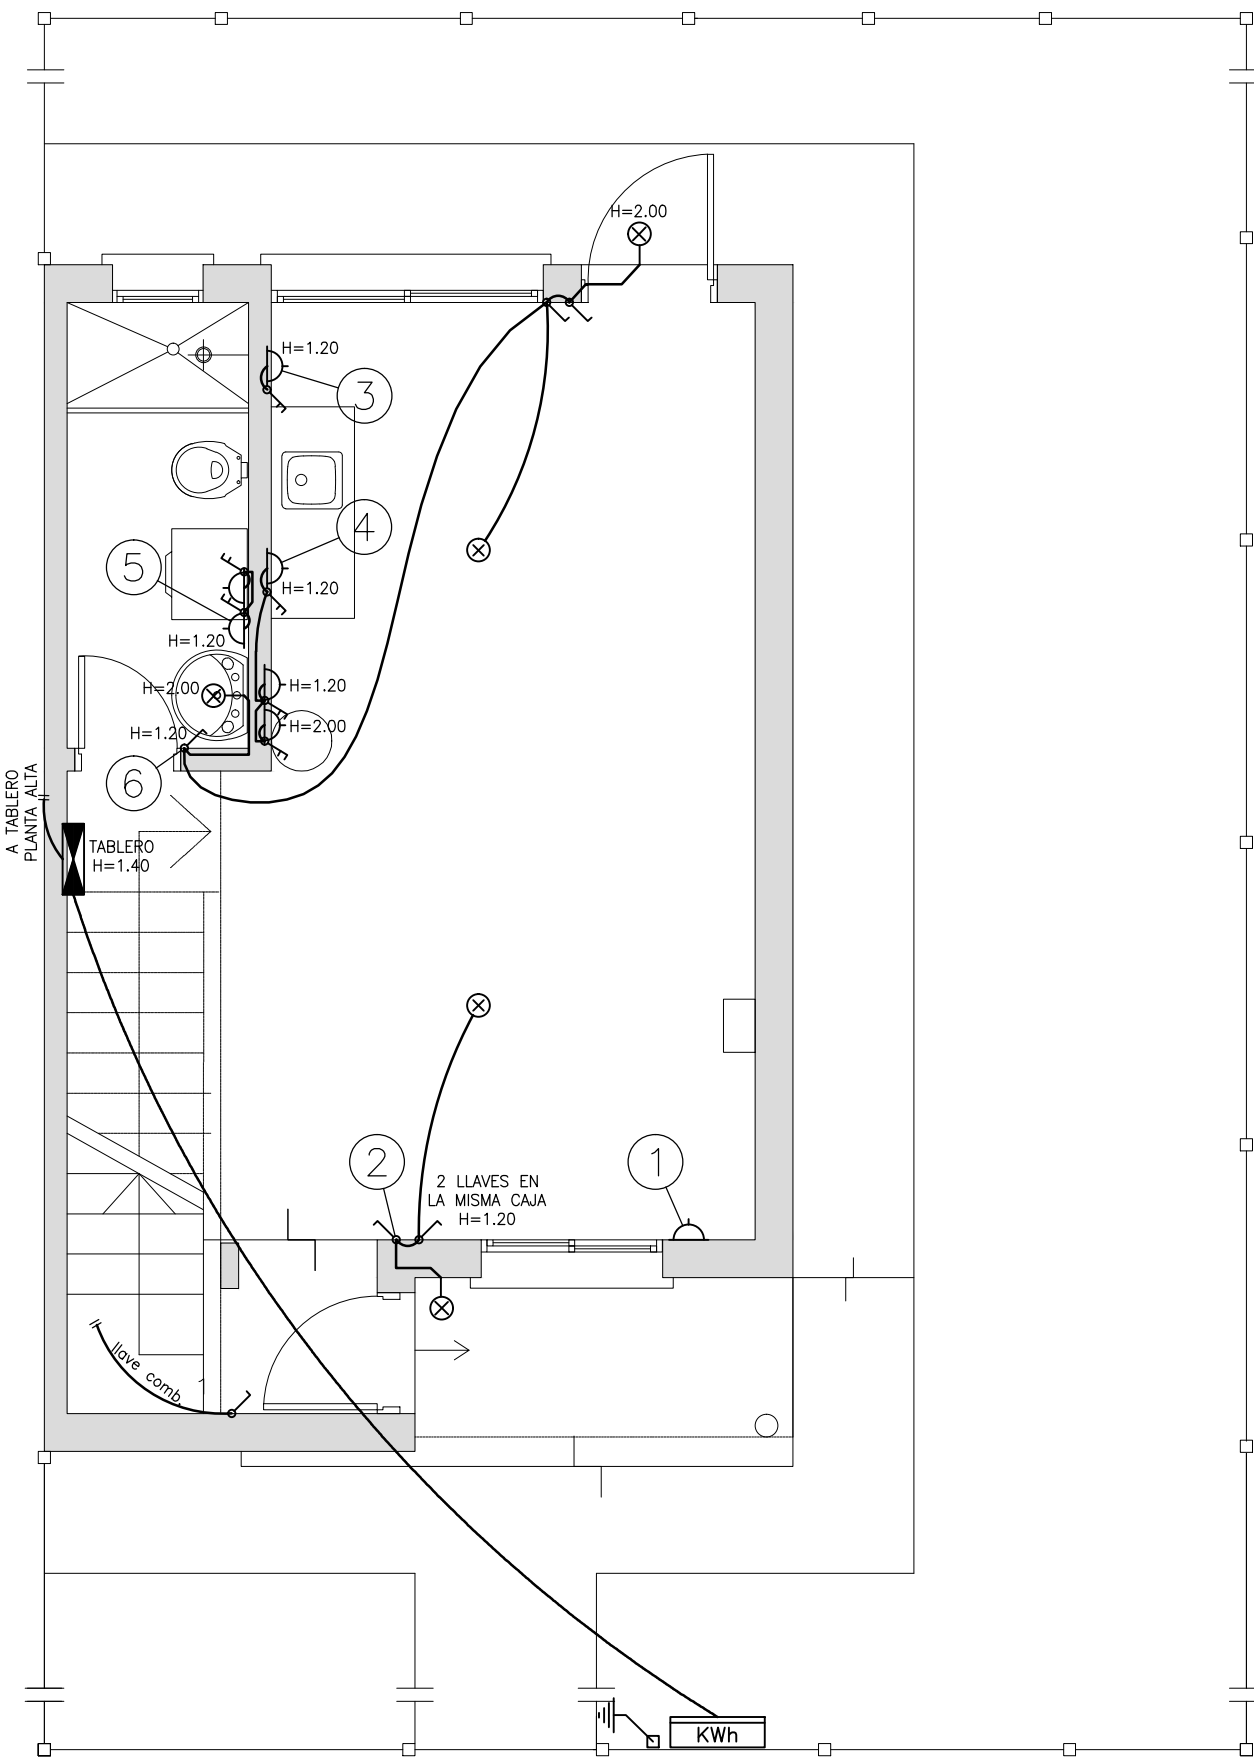 H=2.00
H=1.20
3
4
5
H=1.20
H=1.20
H=2.00
H=1.20
H=1.20
H=2.00
6
A TABLERO
PLANTA ALTA
TABLERO
H=1.40
2
1
2 LLAVES EN
LA MISMA CAJA
H=1.20
llave comb.
1
KWh